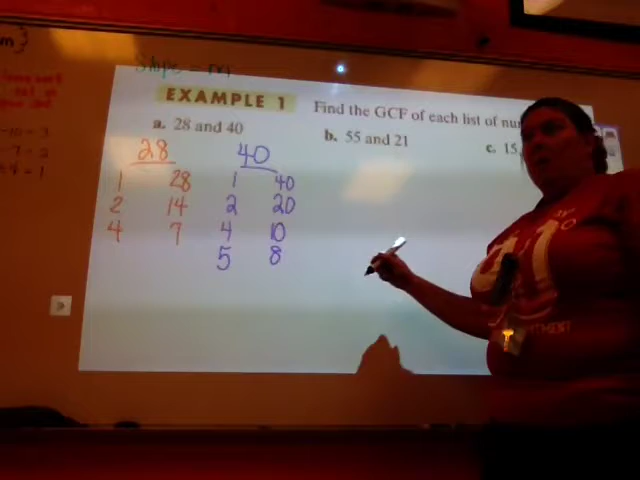 Slope = m
EXAMPLE 1
Find the GCF of each list of
a. 28 and 40
b. 55 and 21
c. 15,
28
40
1 28
2 14
4 7
1 40
2 20
4 10
5 8